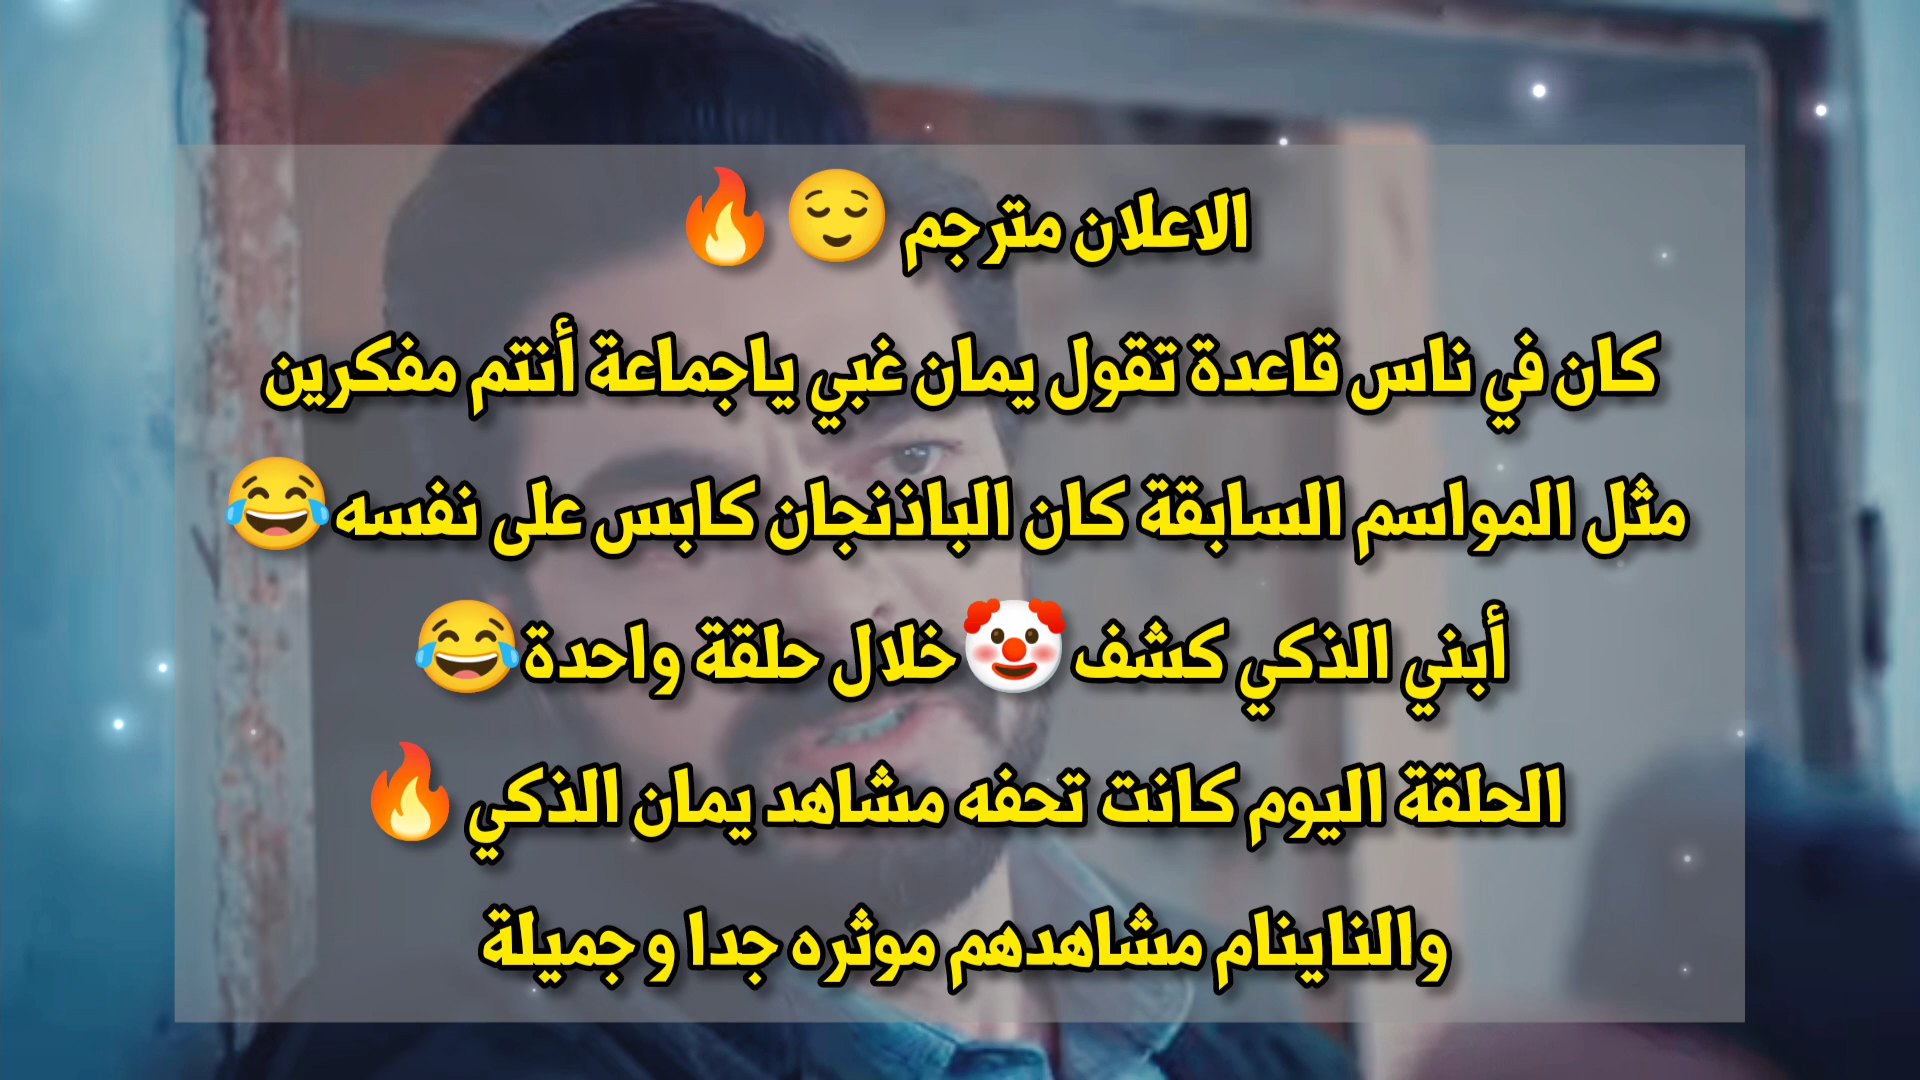 الاعلان مترجم 😌🔥
كان في ناس قاعدة تقول يمان غبي ياجماعة أنتم مفكرين
مثل المواسم السابقة كان الباذنجان كابس على نفسه😂
أبني الذكي كشف 🤡خلال حلقة واحدة😂
الحلقة اليوم كانت تحفه مشاهد يمان الذكي 🔥
والناينام مشاهدهم موثره جدا و جميلة